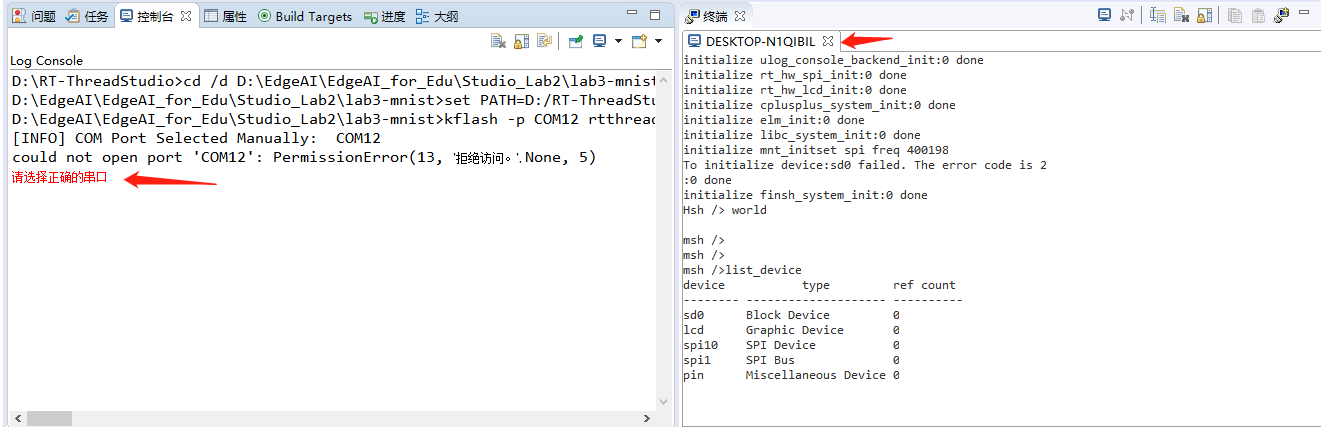 问题 任务 控制台 属性 Build Targets 进度 大纲
Log Console
D:\RT-ThreadStudio>cd /d D:\EdgeAI\EdgeAI_for_Edu\Studio_Lab2\lab3-mnist
D:\EdgeAI\EdgeAI_for_Edu\Studio_Lab2\lab3-mnist>set PATH=D:/RT-ThreadStu
D:\EdgeAI\EdgeAI_for_Edu\Studio_Lab2\lab3-mnist>kflash -p COM12 rtthread
[INFO] COM Port Selected Manually:  COM12
could not open port 'COM12': PermissionError(13, '拒绝访问。', None, 5)
请选择正确的串口
终端
DESKTOP-N1QIBIL
initialize ulog_console_backend_init:0 done
initialize rt_hw_spi_init:0 done
initialize rt_hw_lcd_init:0 done
initialize cplusplus_system_init:0 done
initialize elm_init:0 done
initialize libc_system_init:0 done
initialize mnt_initset spi freq 400198
To initialize device:sd0 failed. The error code is 2
:0 done
initialize finsh_system_init:0 done
Hsh /> world
msh />
msh />
msh />list_device
device           type         ref count
-------- -------------------- ----------
sd0      Block Device         0
lcd      Graphic Device       0
spi10    SPI Device           0
spi1     SPI Bus              0
pin      Miscellaneous Device 0